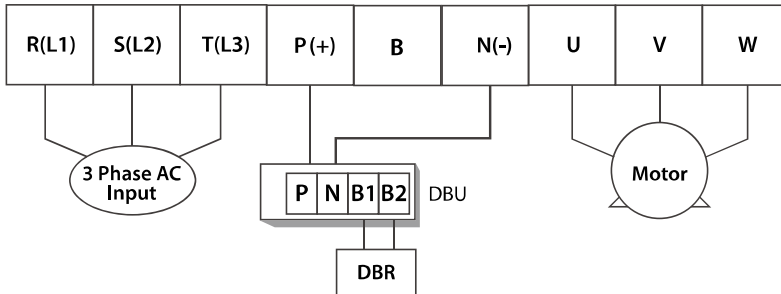 R(L1) S(L2) T(L3) P(+) B N(-) U V W
3 Phase AC
Input
P N B1 B2 DBU
Motor
DBR